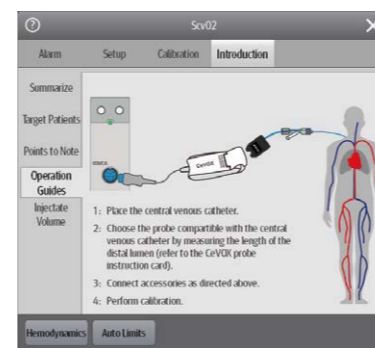 ScvO2
Alarm
Setup
Calibration
Introduction
Summarize
Target Patients
Points to Note
Operation
Guides
Injectate
Volume
CeVOX
1: Place the central venous
catheter.
2: Choose the probe compartible with the central
venous catheter by measuring the length of the
distal lumen (refer to the CeVOX probe
instruction card).
3: Connect accessories as directed above.
4: Perform calibration.
Hemodynamics
Auto Limits